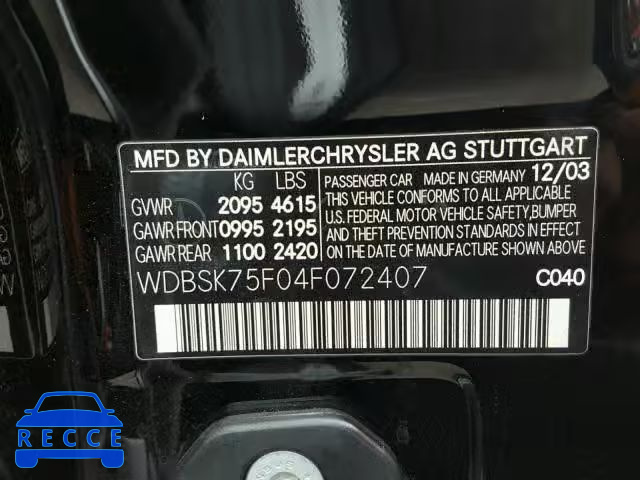 MFD BY DAIMLERCHRYSLER AG STUTTGART
KG LBS
GVWR 2095 4615
GAWR FRONT 0995 2195
GAWR REAR 1100 2420
PASSENGER CAR MADE IN GERMANY 12/03
THIS VEHICLE CONFORMS TO ALL APPLICABLE
U.S. FEDERAL MOTOR VEHICLE SAFETY,BUMPER
AND THEFT PREVENTION STANDARDS IN EFFECT
ON THE DATE OF MANUFACTURE SHOWN ABOVE.
WDBSK75F04F072407 C040
RECCE